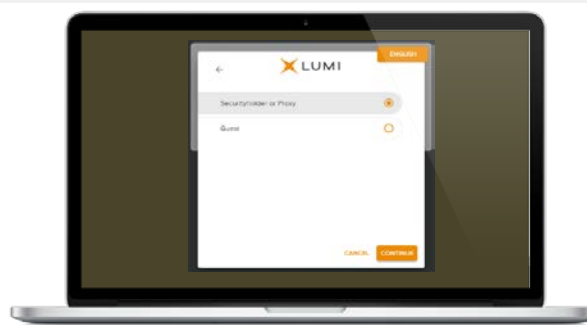 ENGLISH
LUMI
Securityholder or Proxy
Guest
CANCEL
CONTINUE